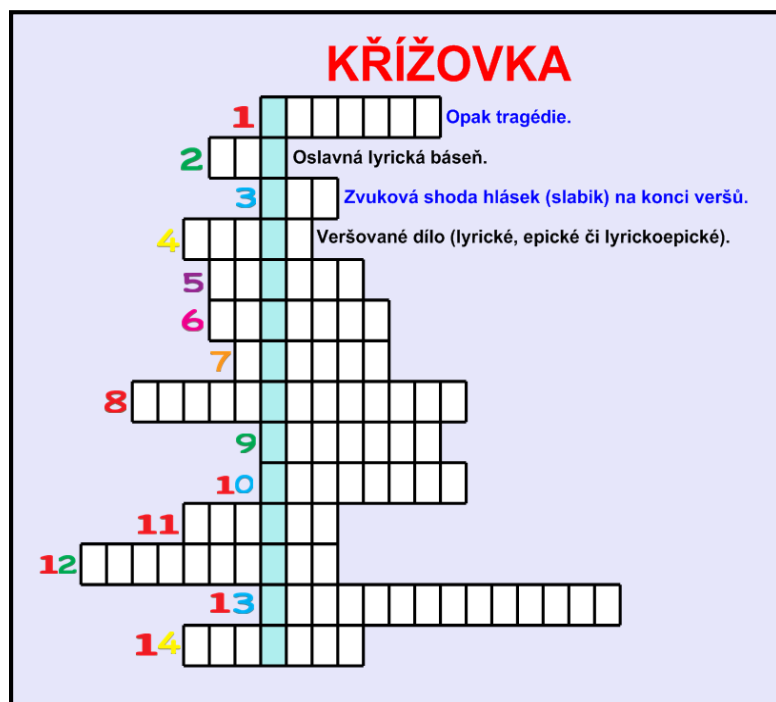 KŘÍŽOVKA
1 Opak tragédie.
2 Oslavná lyrická báseň.
3 Zvuková shoda hlásek (slabik) na konci veršů.
4 Veršované dílo (lyrické, epické či lyrickoepické).
5
6
7
8
9
10
11
12
13
14